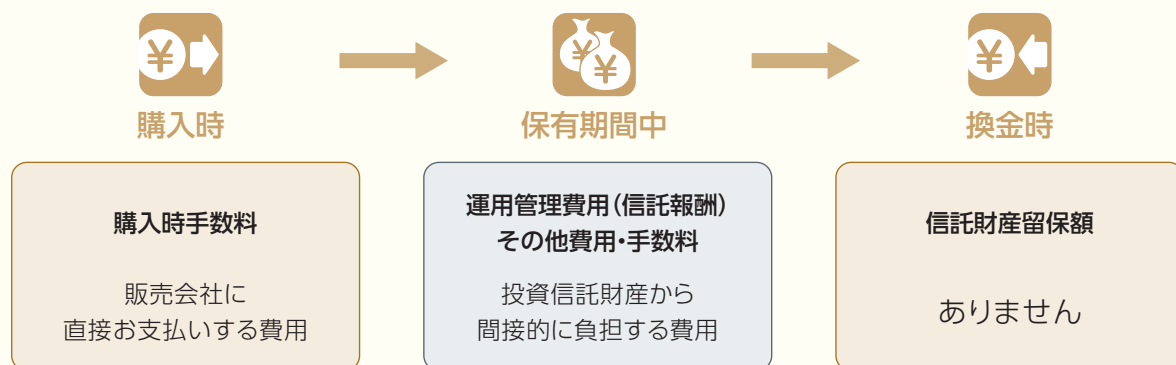 ¥
¥
¥
¥
購入時
保有期間中
換金時
購入時手数料
販売会社に
直接お支払いする費用
運用管理費用(信託報酬)
その他費用・手数料
投資信託財産から
間接的に負担する費用
信託財産留保額
ありません